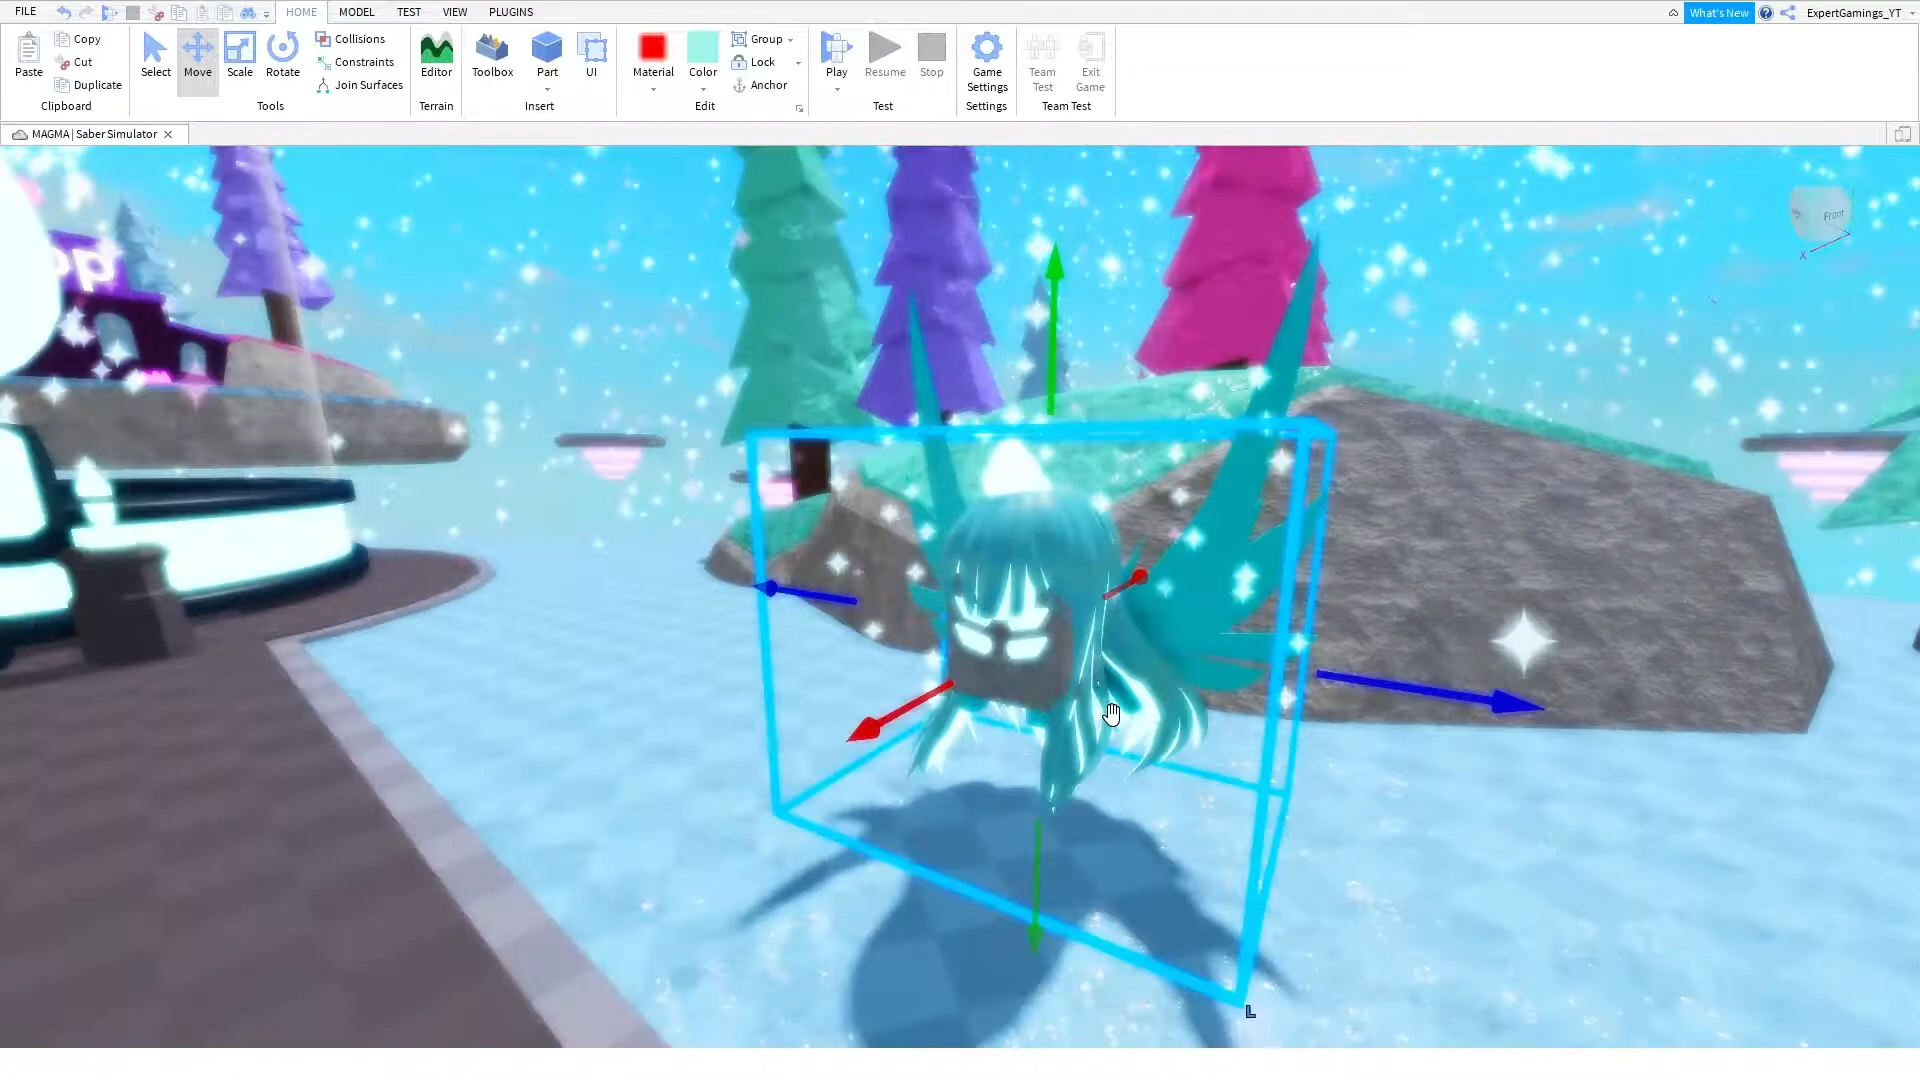 FILE HOME MODEL TEST VIEW PLUGINS What's New ExpertGamings_YT
Copy Collisions Group
Cut Constraints Lock
Paste Select Move Scale Rotate Editor Toolbox Part UI Material Color Play Resume Stop Game Settings Team Test Exit Game
Duplicate Join Surfaces Anchor
Clipboard Tools Terrain Insert Edit Test Settings Team Test
MAGMA | Saber Simulator
Front
op
X
L